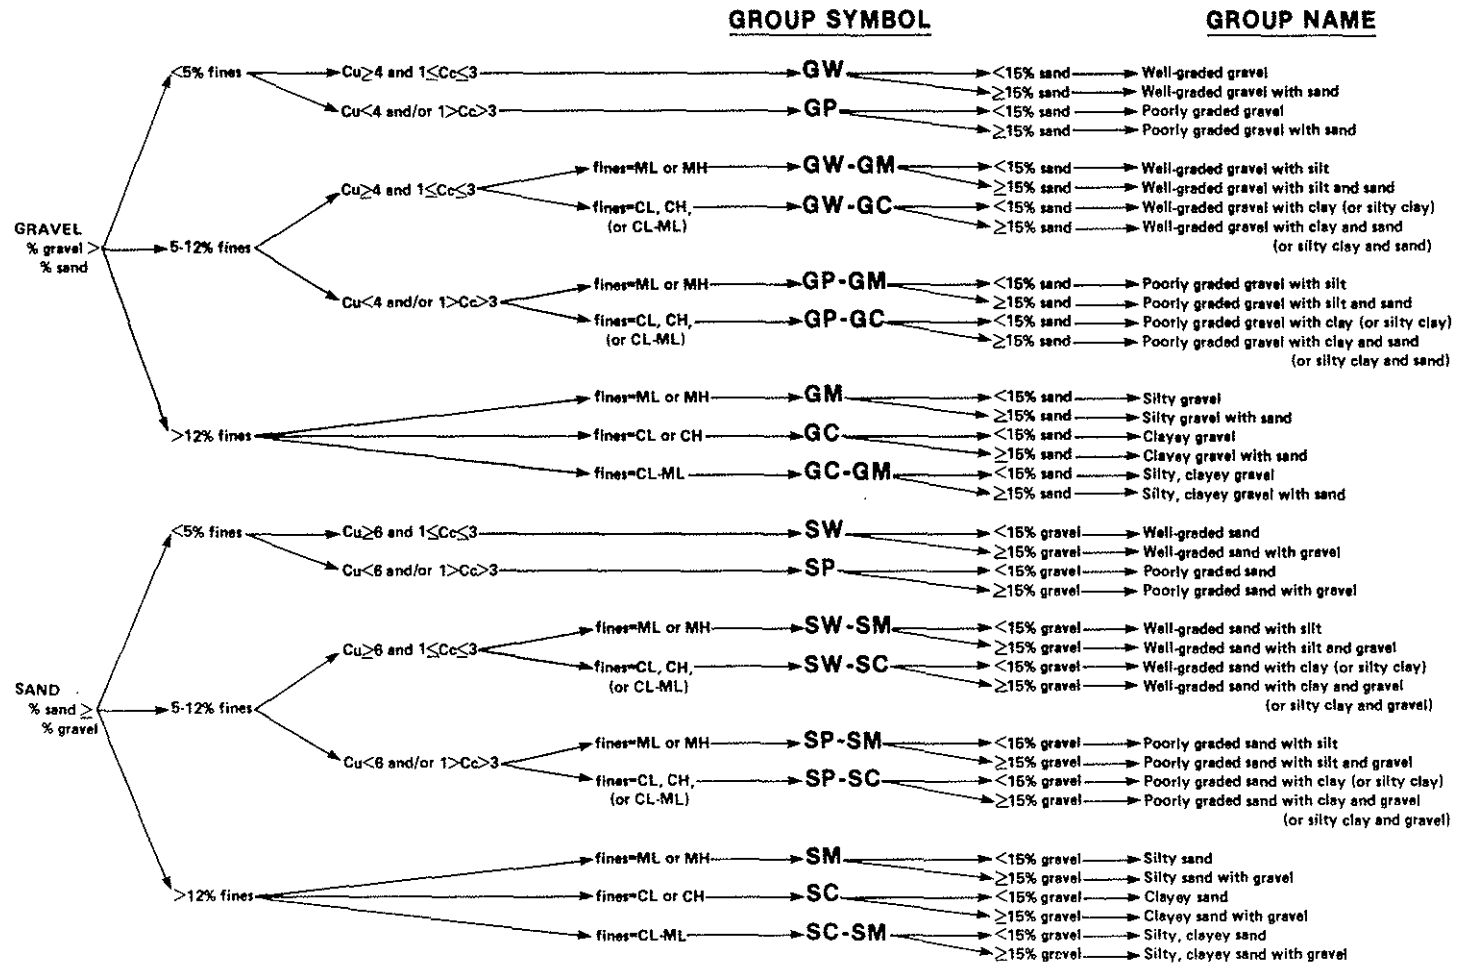 GROUP SYMBOL GROUP NAME
<5% fines Cu≥4 and 1≤Cc≤3 GW <15% sand Well-graded gravel
≥15% sand Well-graded gravel with sand
Cu<4 and/or 1>Cc>3 GP <15% sand Poorly graded gravel
≥15% sand Poorly graded gravel with sand
fines=ML or MH GW-GM <15% sand Well-graded gravel with silt
Cu≥4 and 1≤Cc≤3 ≥15% sand Well-graded gravel with silt and sand
fines=CL, CH, GW-GC <15% sand Well-graded gravel with clay (or silty clay)
(or CL-ML) ≥15% sand Well-graded gravel with clay and sand
GRAVEL
% gravel > 5-12% fines (or silty clay and sand)
% sand
fines=ML or MH GP-GM <15% sand Poorly graded gravel with silt
Cu<4 and/or 1>Cc>3 ≥15% sand Poorly graded gravel with silt and sand
fines=CL, CH, GP-GC <15% sand Poorly graded gravel with clay (or silty clay)
(or CL-ML) ≥15% sand Poorly graded gravel with clay and sand
(or silty clay and sand)
fines=ML or MH GM <15% sand Silty gravel
≥15% sand Silty gravel with sand
>12% fines fines=CL or CH GC <15% sand Clayey gravel
≥15% sand Clayey gravel with sand
fines=CL-ML GC-GM <15% sand Silty, clayey gravel
≥15% sand Silty, clayey gravel with sand
<5% fines Cu≥6 and 1≤Cc≤3 SW <15% gravel Well-graded sand
≥15% gravel Well-graded sand with gravel
Cu<6 and/or 1>Cc>3 SP <15% gravel Poorly graded sand
≥15% gravel Poorly graded sand with gravel
fines=ML or MH SW-SM <15% gravel Well-graded sand with silt
Cu≥6 and 1≤Cc≤3 ≥15% gravel Well-graded sand with silt and gravel
fines=CL, CH, SW-SC <15% gravel Well-graded sand with clay (or silty clay)
(or CL-ML) ≥15% gravel Well-graded sand with clay and gravel
SAND
% sand ≥ 5-12% fines (or silty clay and gravel)
% gravel
fines=ML or MH SP-SM <15% gravel Poorly graded sand with silt
Cu<6 and/or 1>Cc>3 ≥15% gravel Poorly graded sand with silt and gravel
fines=CL, CH, SP-SC <15% gravel Poorly graded sand with clay (or silty clay)
(or CL-ML) ≥15% gravel Poorly graded sand with clay and gravel
(or silty clay and gravel)
fines=ML or MH SM <15% gravel Silty sand
≥15% gravel Silty sand with gravel
>12% fines fines=CL or CH SC <15% gravel Clayey sand
≥15% gravel Clayey sand with gravel
fines=CL-ML SC-SM <15% gravel Silty, clayey sand
≥15% gravel Silty, clayey sand with gravel